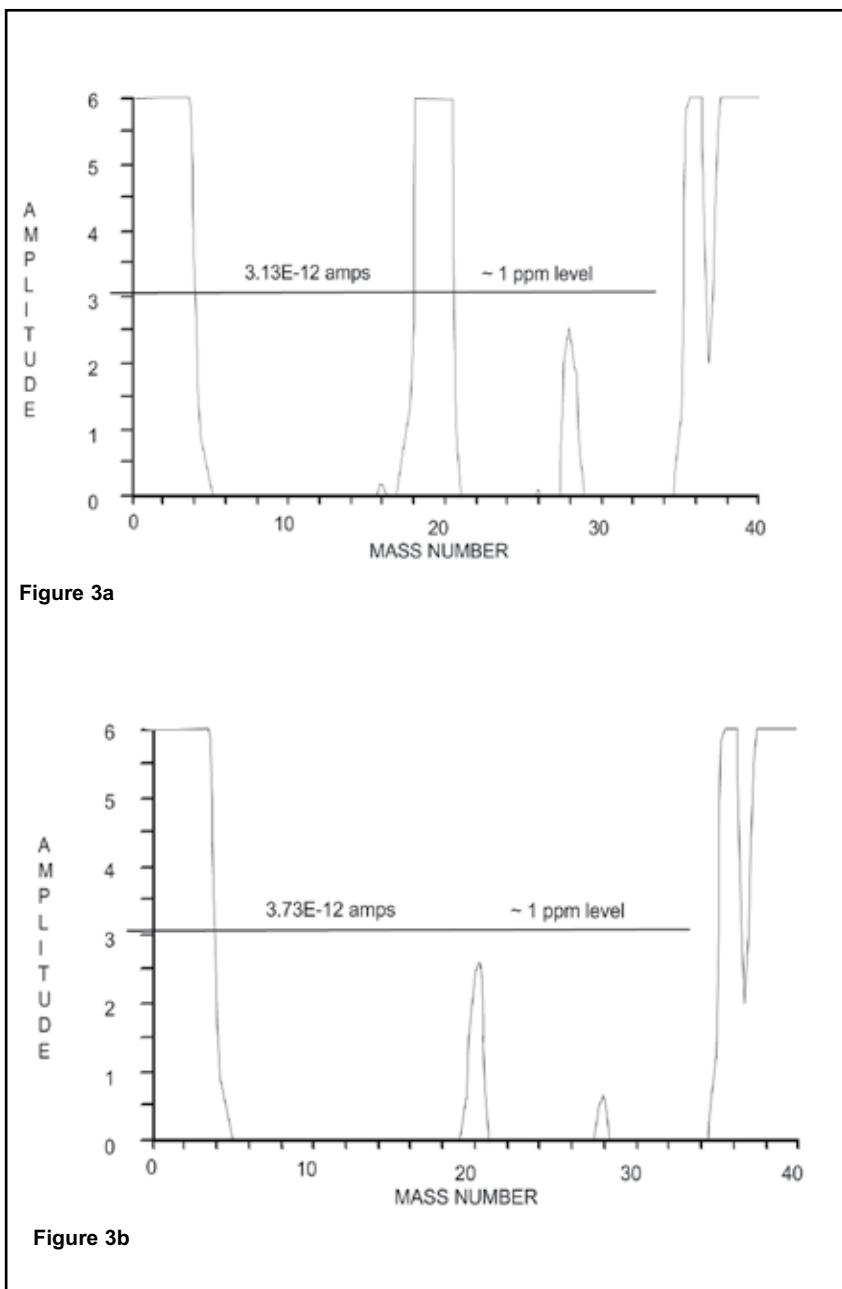 6
5
A
M
P
L
I
T
U
D
E
4
3.13E-12 amps ~ 1 ppm level
3
2
1
0
0 10 20 30 40
MASS NUMBER
Figure 3a
6
5
A
M
P
L
I
T
U
D
E
4
3.73E-12 amps ~ 1 ppm level
3
2
1
0
0 10 20 30 40
MASS NUMBER
Figure 3b